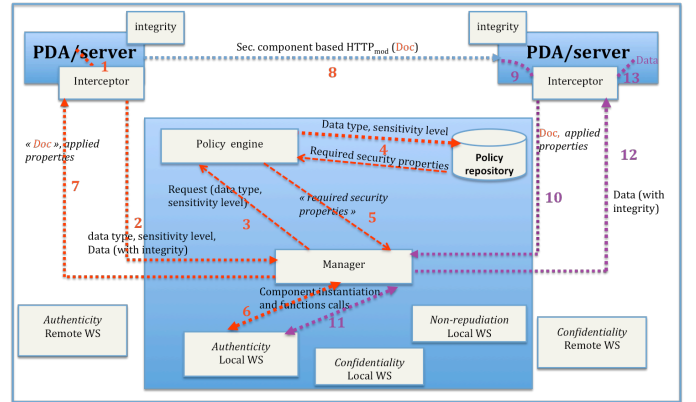 integrity
integrity
PDA/server
PDA/server
Sec. component based HTTPmod (Doc)
1
8
9
Data
13
Interceptor
Interceptor
« Doc », applied
properties
7
2
data type, sensitivity level,
Data (with integrity)
Policy engine
Data type, sensitivity level
4
Required security properties
Policy
repository
Request (data type,
sensitivity level)
3
« required security
properties »
5
Doc, applied
properties
10
12
Data (with
integrity)
Manager
Component instantiation
and functions calls
6
11
Authenticity
Remote WS
Authenticity
Local WS
Confidentiality
Local WS
Non-repudiation
Local WS
Confidentiality
Remote WS